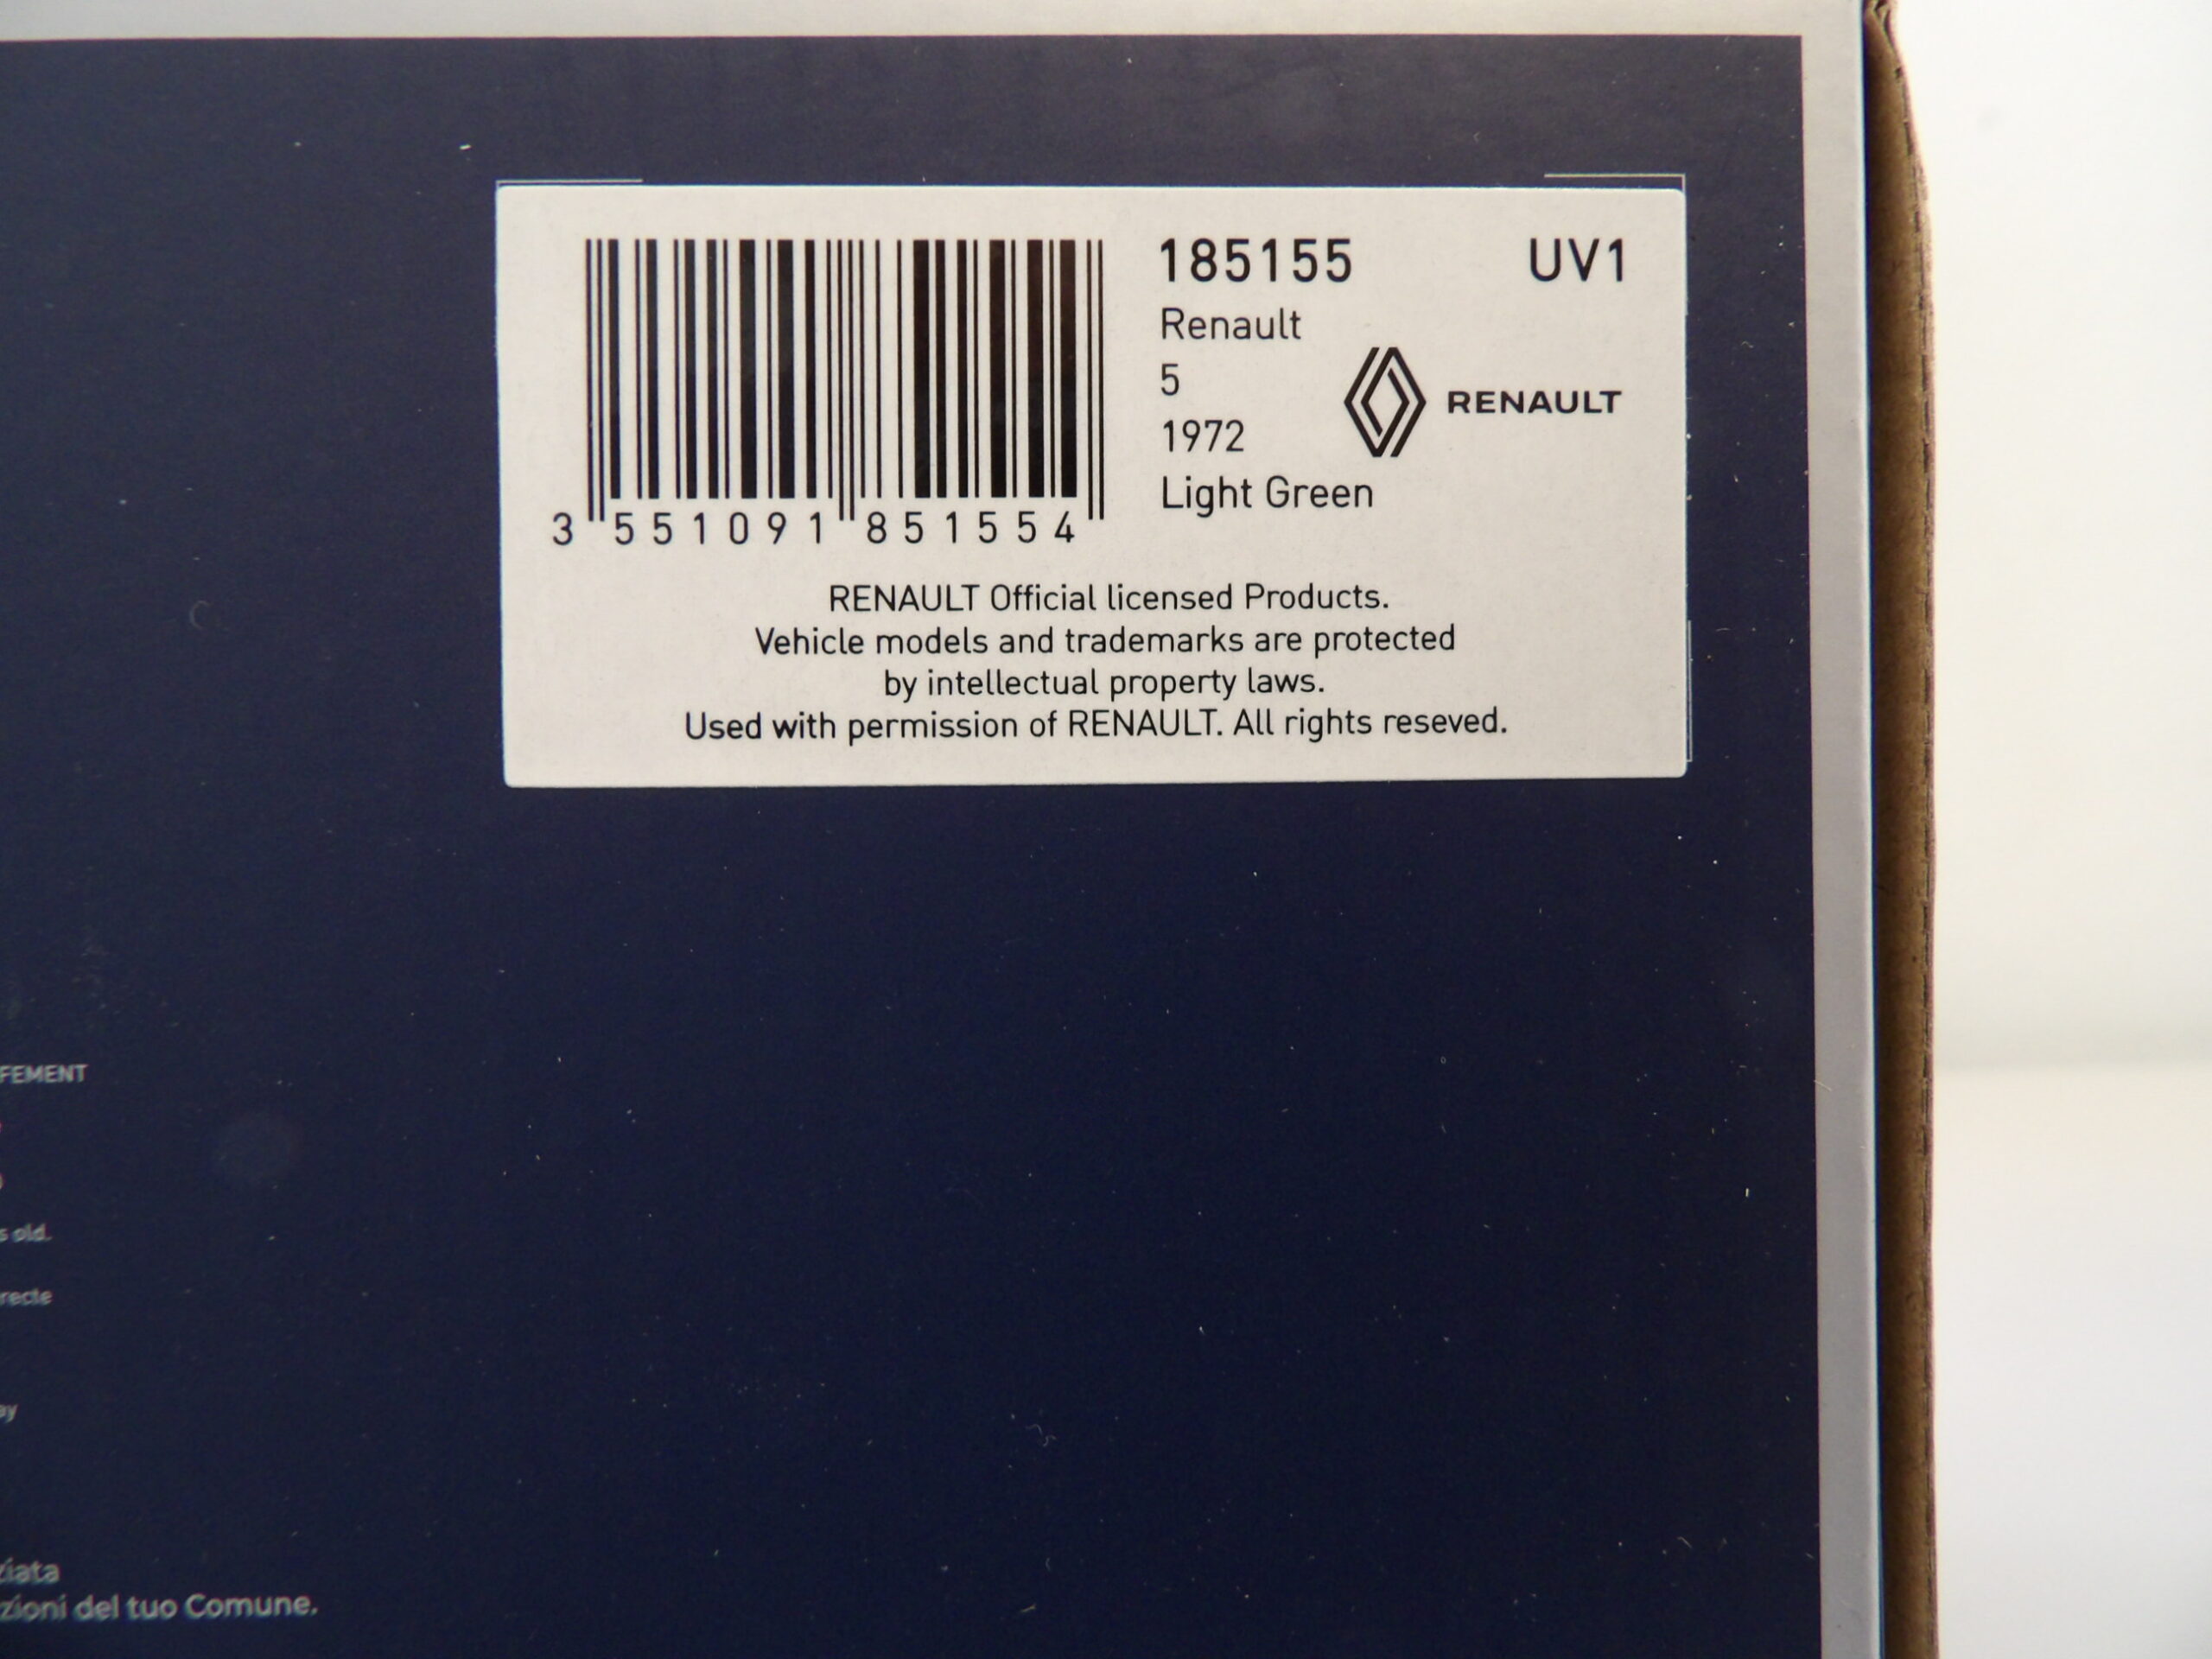 185155 UV1
Renault
5
RENAULT
1972
Light Green
3 551091 851554
RENAULT Official licensed Products.
Vehicle models and trademarks are protected
by intellectual property laws.
Used with permission of RENAULT. All rights reseved.
FEMENT
s old.
recte
ay
ziata
zioni del tuo Comune.